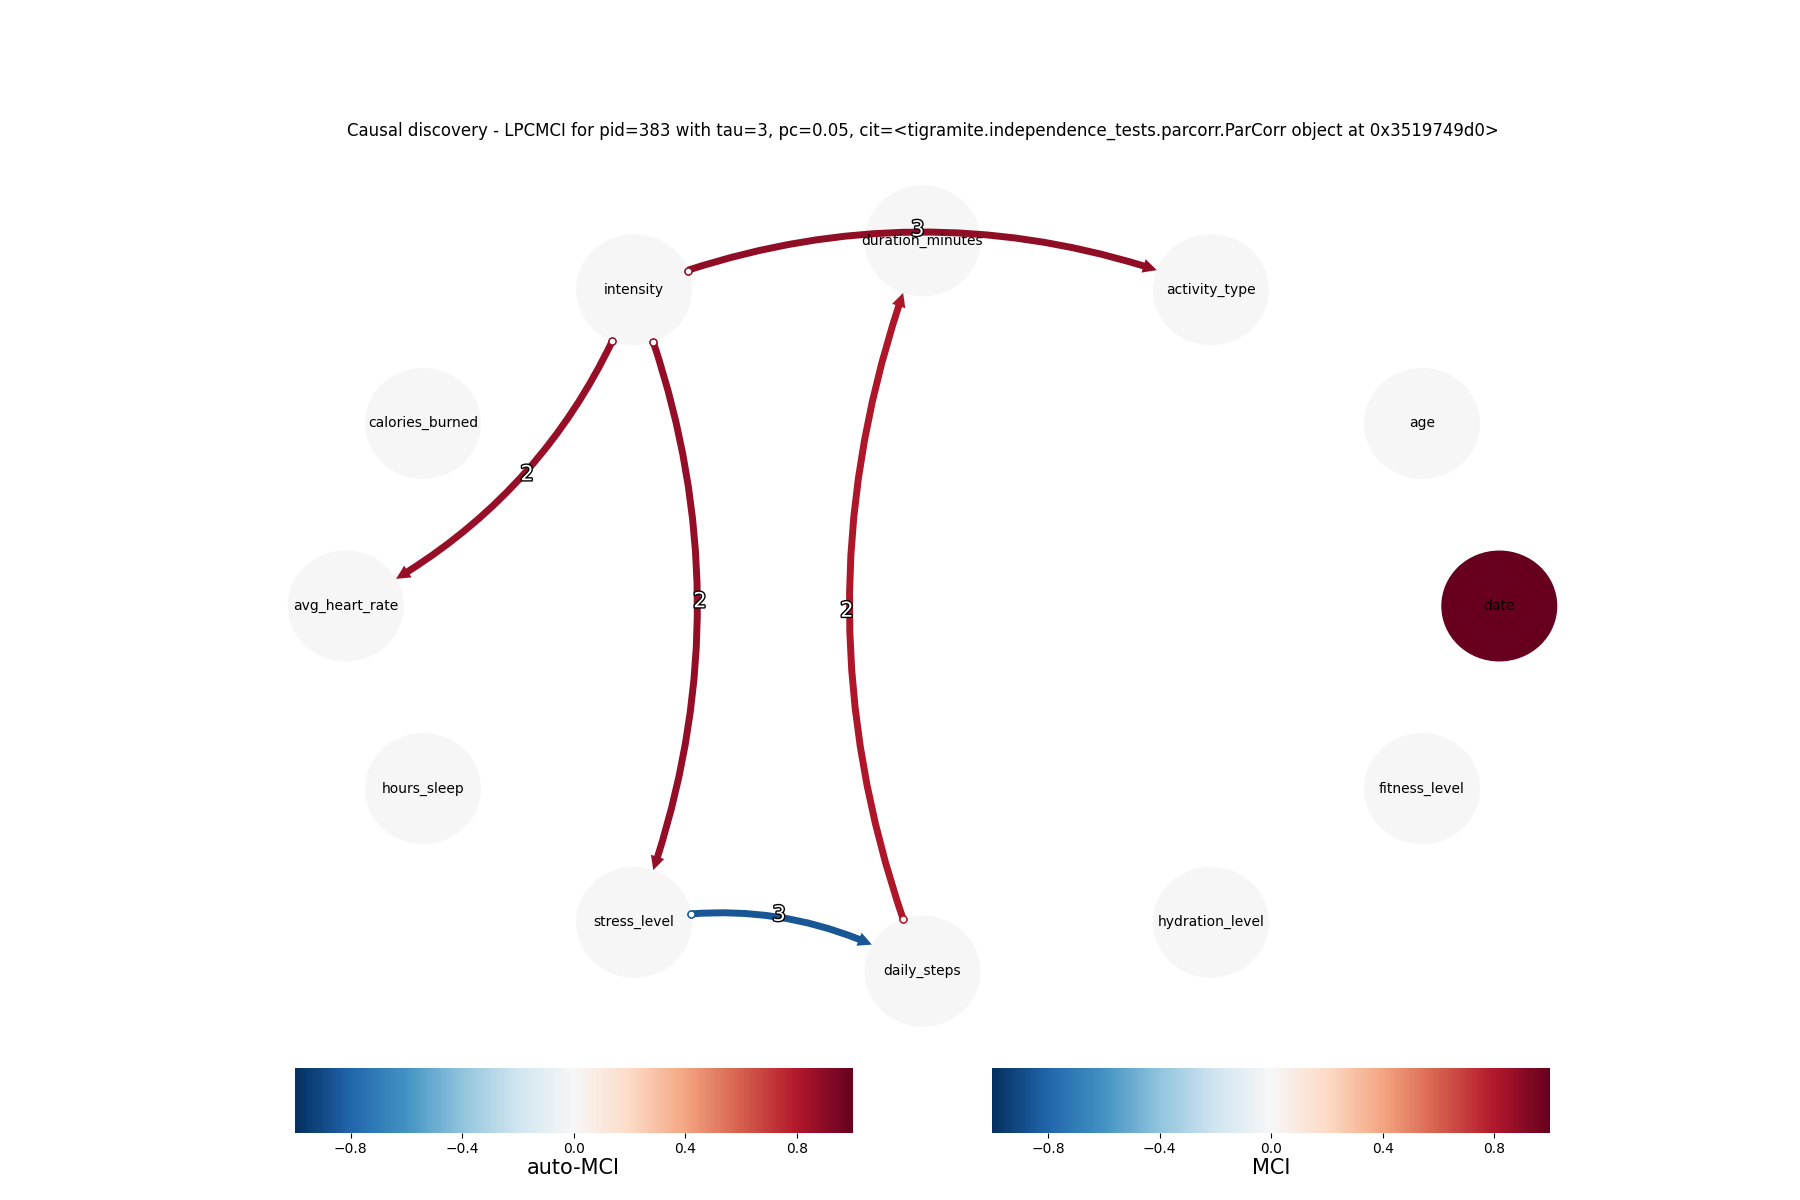 Causal discovery - LPCMCI for pid=383 with tau=3, pc=0.05, cit=<tigramite.independence_tests.parcorr.ParCorr object at 0x3519749d0>
3
duration_minutes
intensity
activity_type
calories_burned
age
2
avg_heart_rate
2
2
date
hours_sleep
fitness_level
stress_level
3
hydration_level
daily_steps
−0.8 −0.4 0.0 0.4 0.8
auto-MCI
−0.8 −0.4 0.0 0.4 0.8
MCI